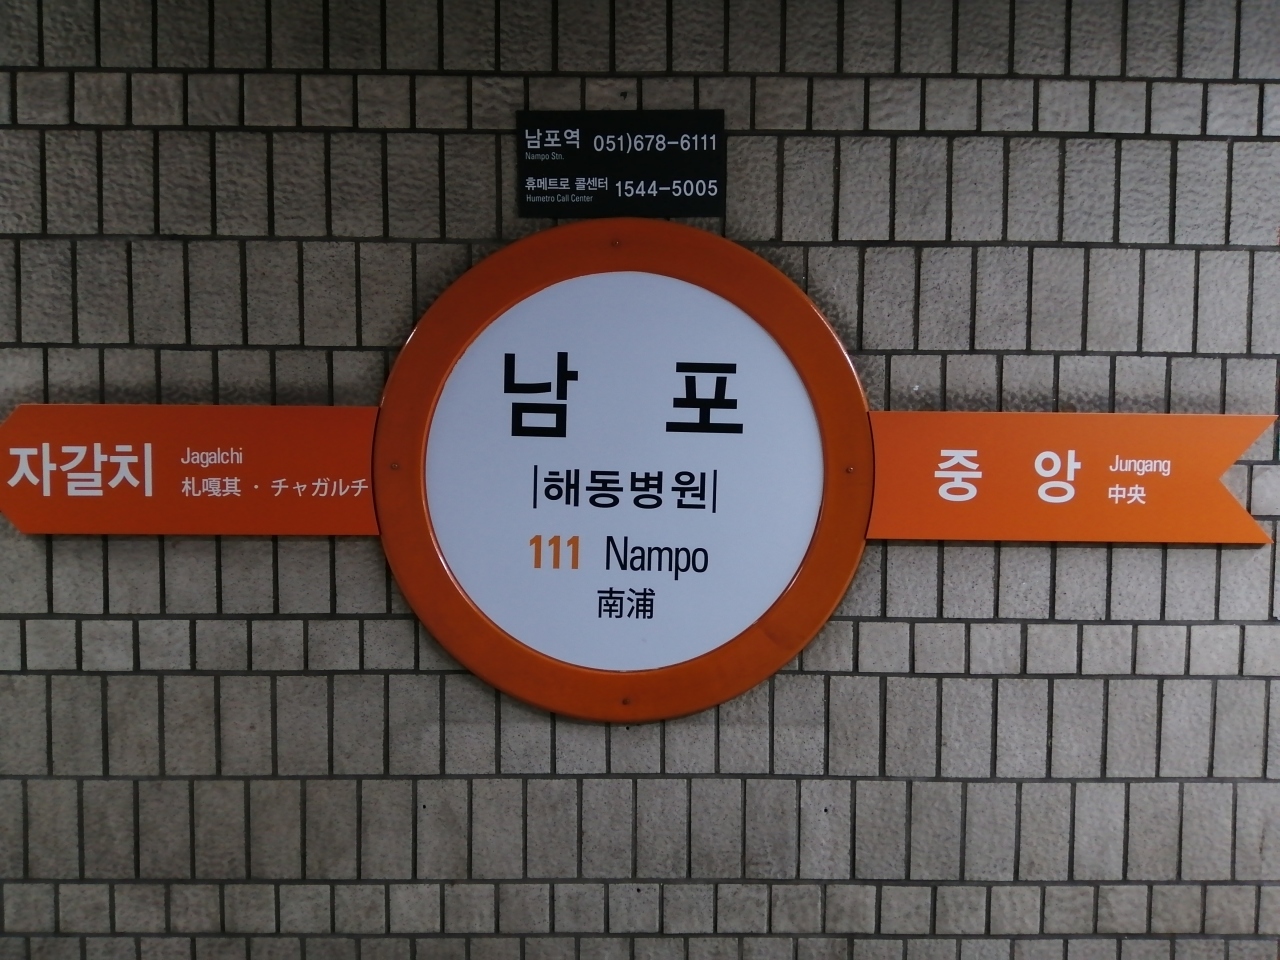 남포역 051)678-6111
Nampo Stn.
휴메트로 콜센터 1544-5005
Humetro Call Center
남 포
|해동병원|
111 Nampo
南浦
자갈치 Jagalchi
札嘎其・チャガルチ
중 앙 Jungang
中央